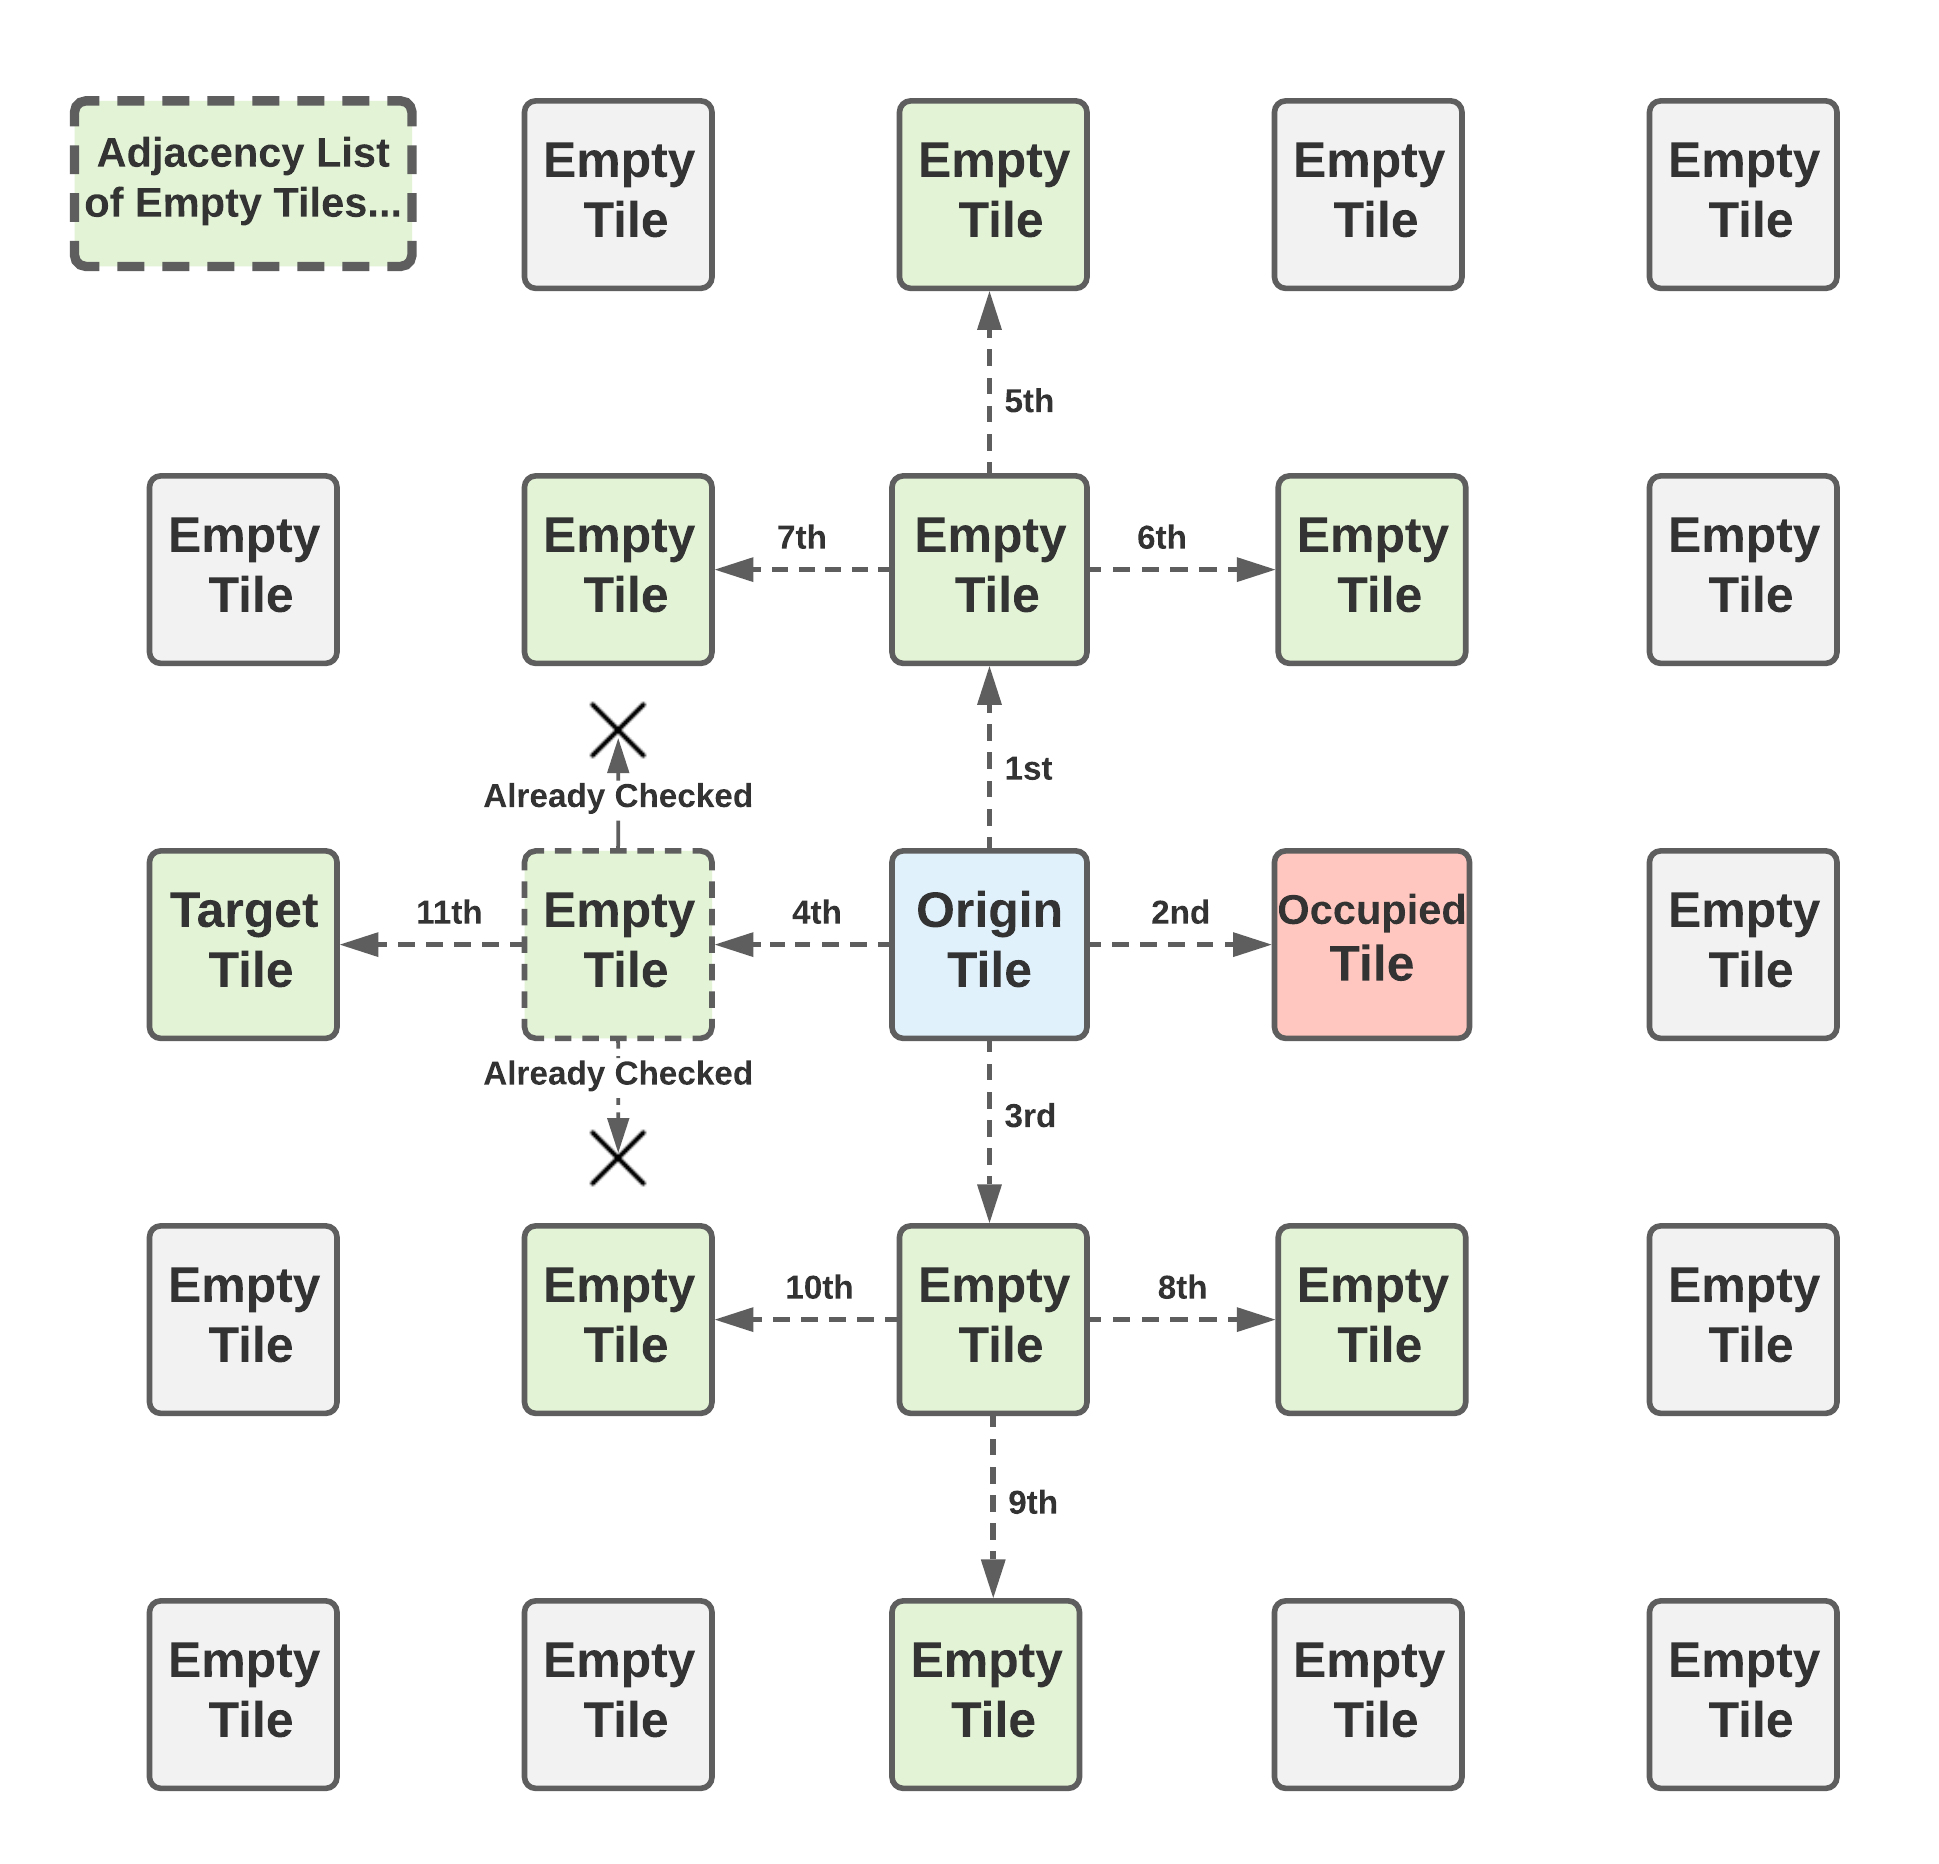 Adjacency List
of Empty Tiles...
Empty
Tile
Empty
Tile
Empty
Tile
Empty
Tile
5th
Empty
Tile
Empty
Tile
7th
Empty
Tile
6th
Empty
Tile
Empty
Tile
1st
Already Checked
Target
Tile
11th
Empty
Tile
4th
Origin
Tile
2nd
Occupied
Tile
Empty
Tile
Already Checked
3rd
Empty
Tile
Empty
Tile
10th
Empty
Tile
8th
Empty
Tile
Empty
Tile
9th
Empty
Tile
Empty
Tile
Empty
Tile
Empty
Tile
Empty
Tile